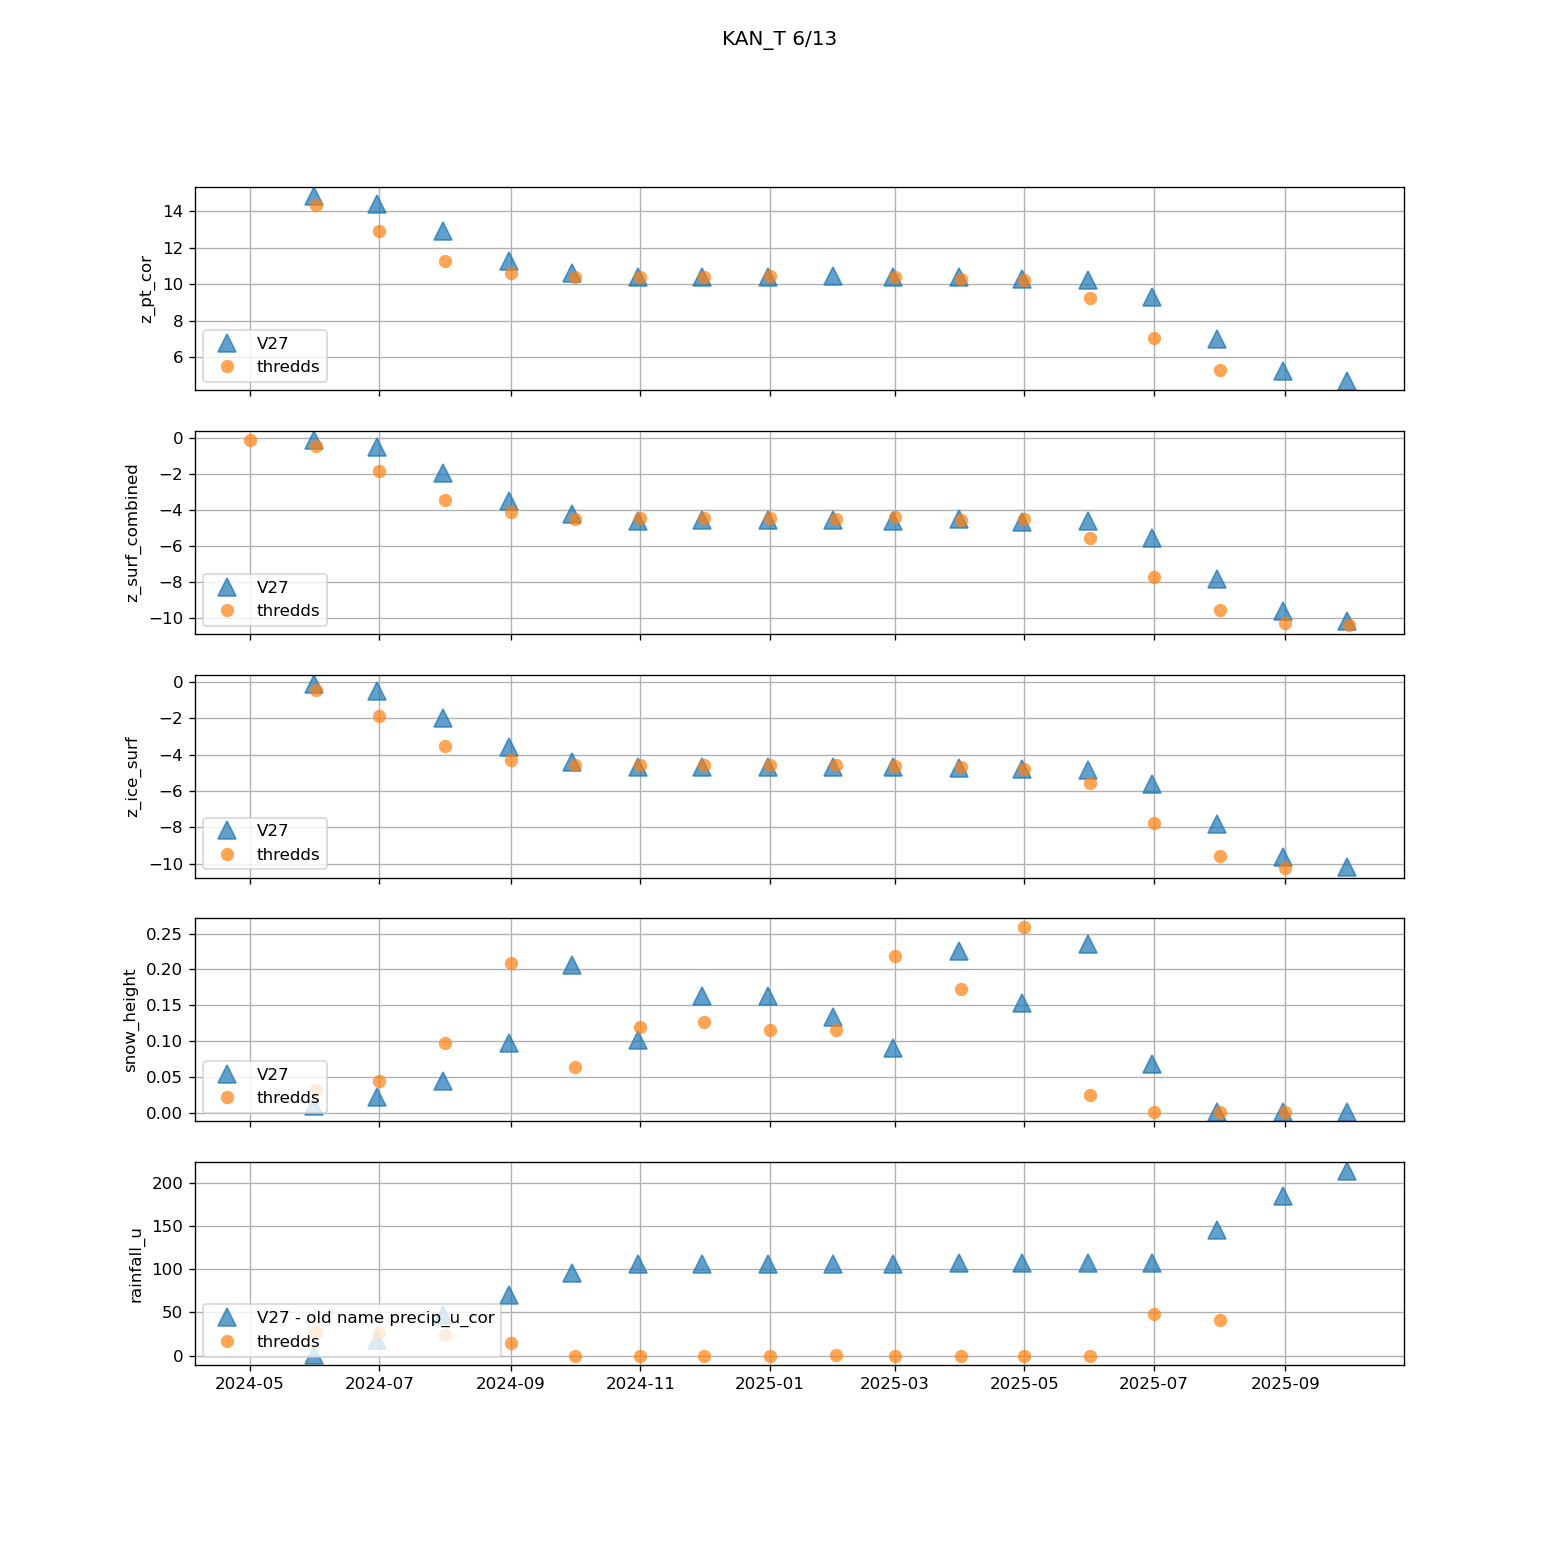 KAN_T 6/13
14
12
10
8
6
z_pt_cor
V27
thredds
0
−2
−4
−6
−8
−10
z_surf_combined
V27
thredds
0
−2
−4
−6
−8
−10
z_ice_surf
V27
thredds
0.25
0.20
0.15
0.10
0.05
0.00
snow_height
V27
thredds
200
150
100
50
0
rainfall_u
V27 - old name precip_u_cor
thredds
2024-05 2024-07 2024-09 2024-11 2025-01 2025-03 2025-05 2025-07 2025-09